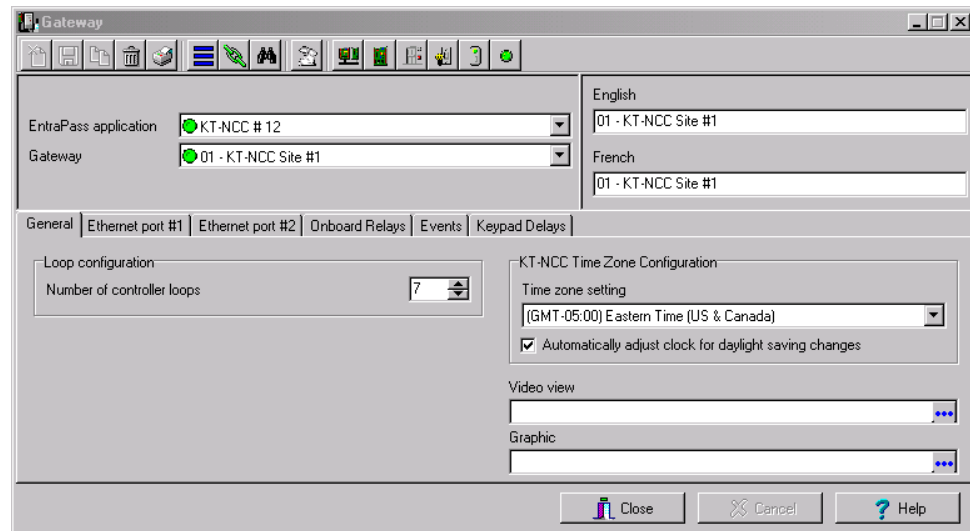 Gateway
EntraPass application
KT-NCC # 12
Gateway
01 - KT-NCC Site #1
English
01 - KT-NCC Site #1
French
01 - KT-NCC Site #1
General Ethernet port #1 Ethernet port #2 Onboard Relays Events Keypad Delays
Loop configuration
Number of controller loops 7
KT-NCC Time Zone Configuration
Time zone setting
(GMT-05:00) Eastern Time (US & Canada)
Automatically adjust clock for daylight saving changes
Video view
Graphic
Close Cancel Help